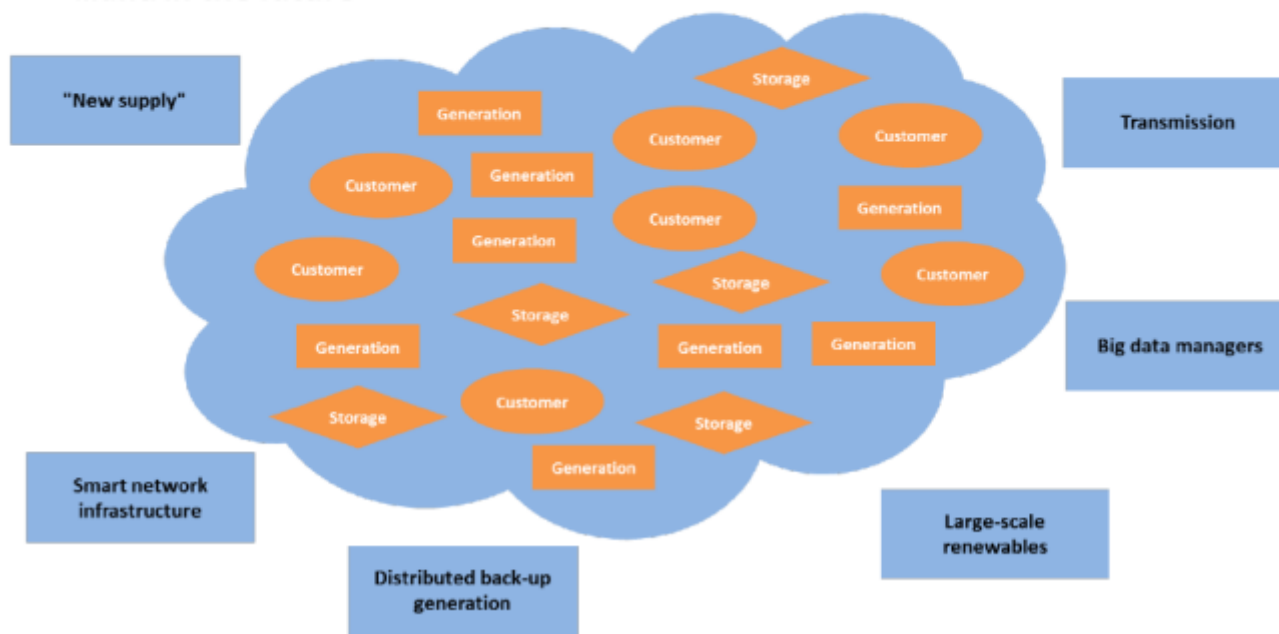 Storage
"New supply"
Generation
Transmission
Customer
Customer
Generation
Customer
Generation
Customer
Generation
Customer
Customer
Storage
Storage
Generation
Generation
Generation
Big data managers
Customer
Storage
Storage
Generation
Smart network
infrastructure
Large-scale
renewables
Distributed back-up
generation